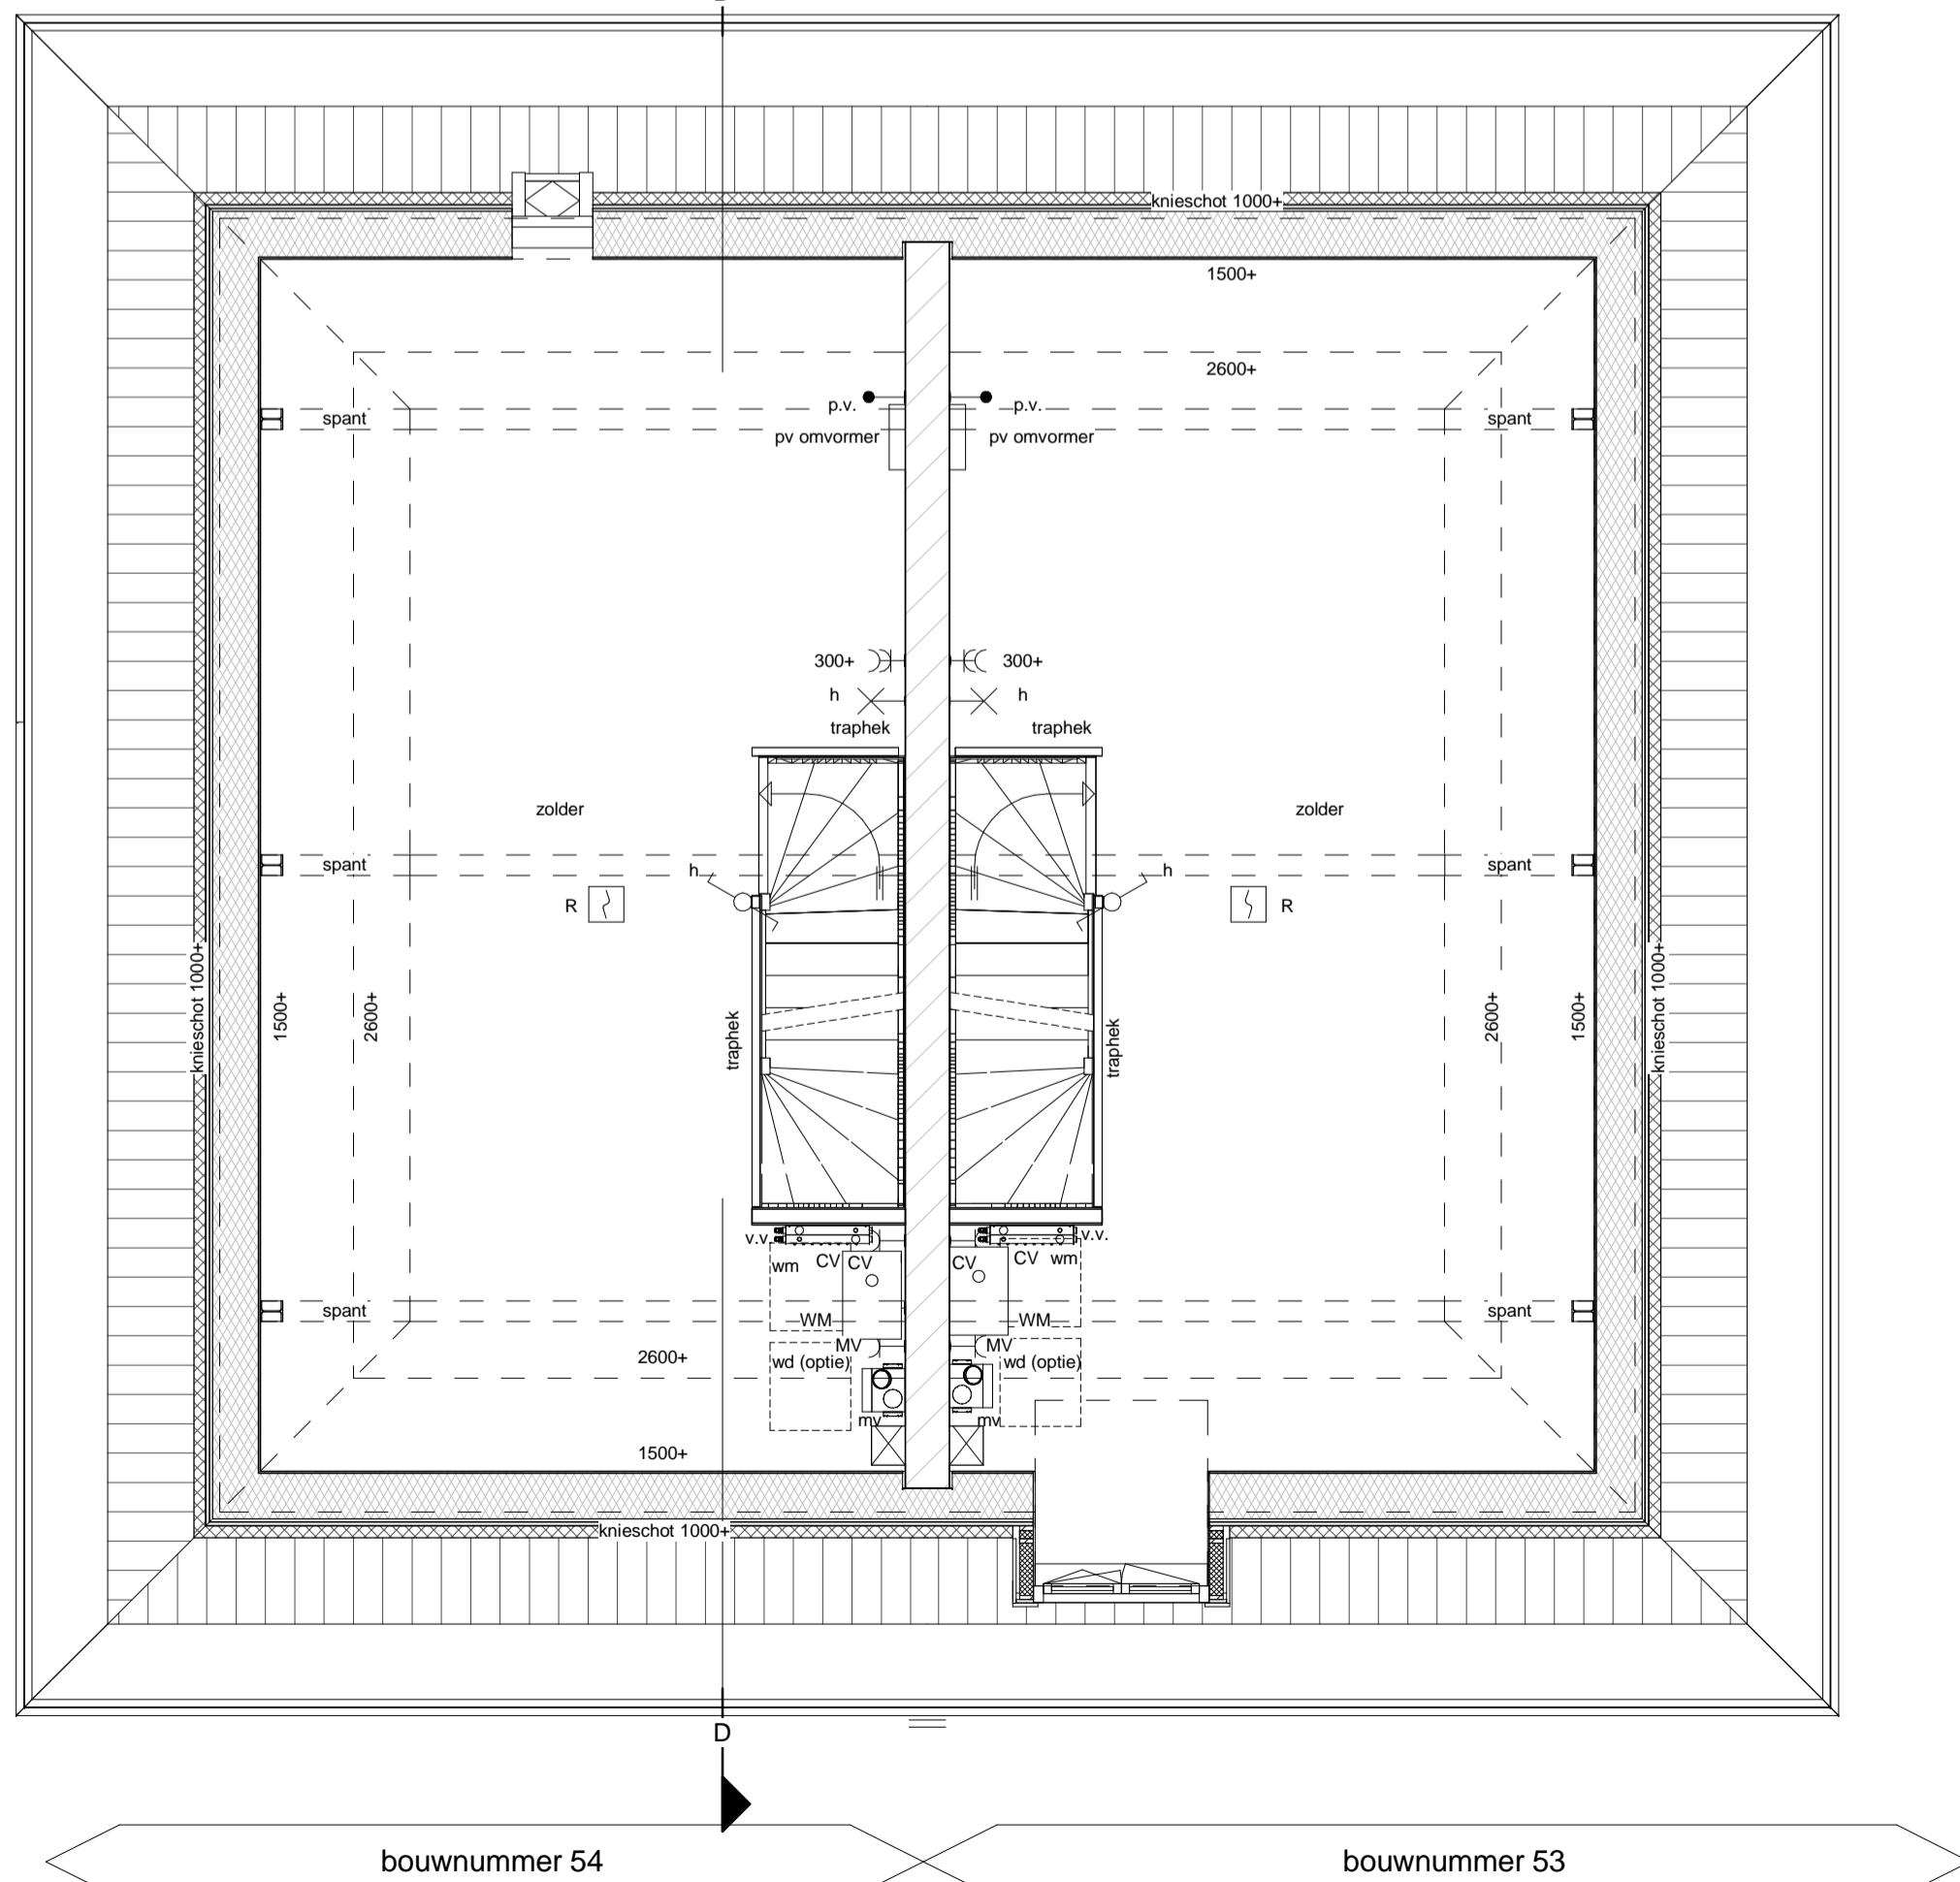 knieschot 1000+
1500+
2600+
p.v. p.v.
spant spant
pv omvormer pv omvormer
300+ 300+
h h
traphek traphek
zolder zolder
spant spant
h h
R R
knieschot 1000+
1500+
2600+
traphek
traphek
2600+
1500+
knieschot 1000+
v.v. v.v.
wm CV CV CV CV wm
spant spant
WM WM
MV MV
2600+
wd (optie) wd (optie)
mv mv
1500+
knieschot 1000+
D
bouwnummer 54 bouwnummer 53